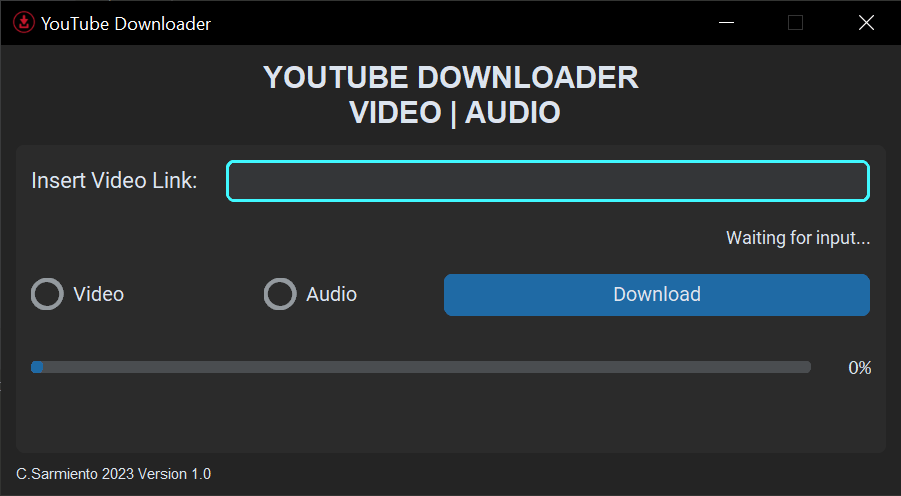 YouTube Downloader
YOUTUBE DOWNLOADER
VIDEO | AUDIO
Insert Video Link:
Waiting for input...
Video
Audio
Download
0%
C.Sarmiento 2023 Version 1.0